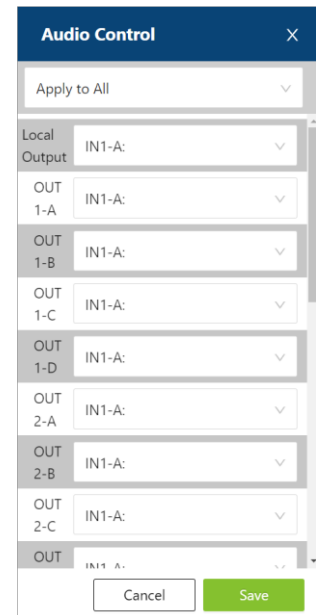 Audio Control X
Apply to All
Local
Output IN1-A:
OUT
1-A IN1-A:
OUT
1-B IN1-A:
OUT
1-C IN1-A:
OUT
1-D IN1-A:
OUT
2-A IN1-A:
OUT
2-B IN1-A:
OUT
2-C IN1-A:
OUT IN1-A:
Cancel Save